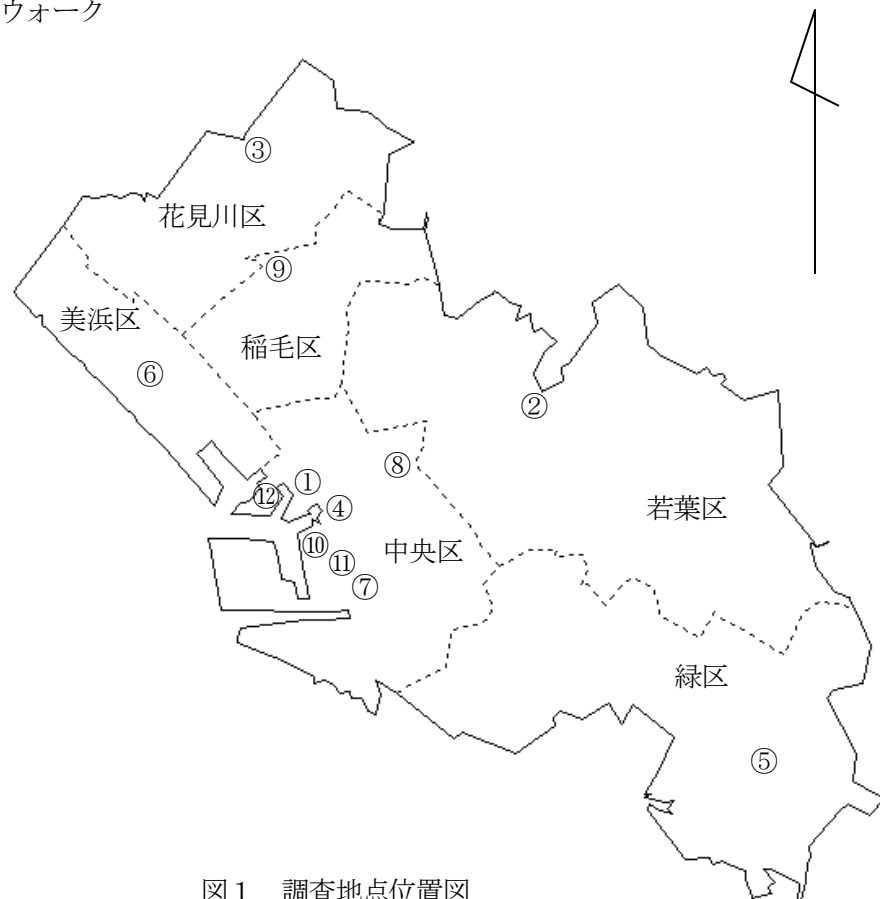 ウォーク
③
花見川区
⑨
美浜区
稲毛区
⑥
②
⑧
①
⑫
④
若葉区
⑩
中央区
⑪
⑦
緑区
⑤
図1 調査地点位置図